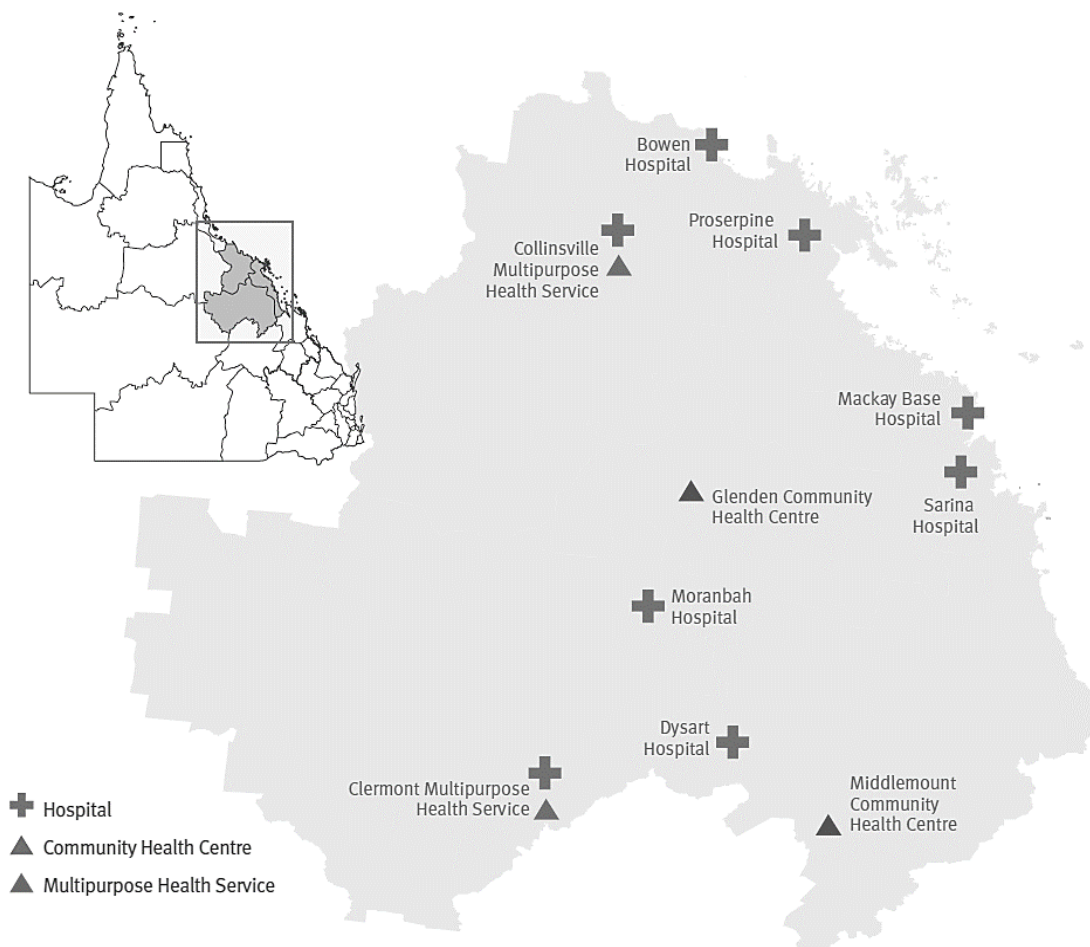 Bowen
Hospital
Proserpine
Hospital
Collinsville
Multipurpose
Health Service
Mackay Base
Hospital
Glenden Community
Health Centre
Sarina
Hospital
Moranbah
Hospital
Dysart
Hospital
Clermont Multipurpose
Health Service
Middlemount
Community
Health Centre
Hospital
Community Health Centre
Multipurpose Health Service